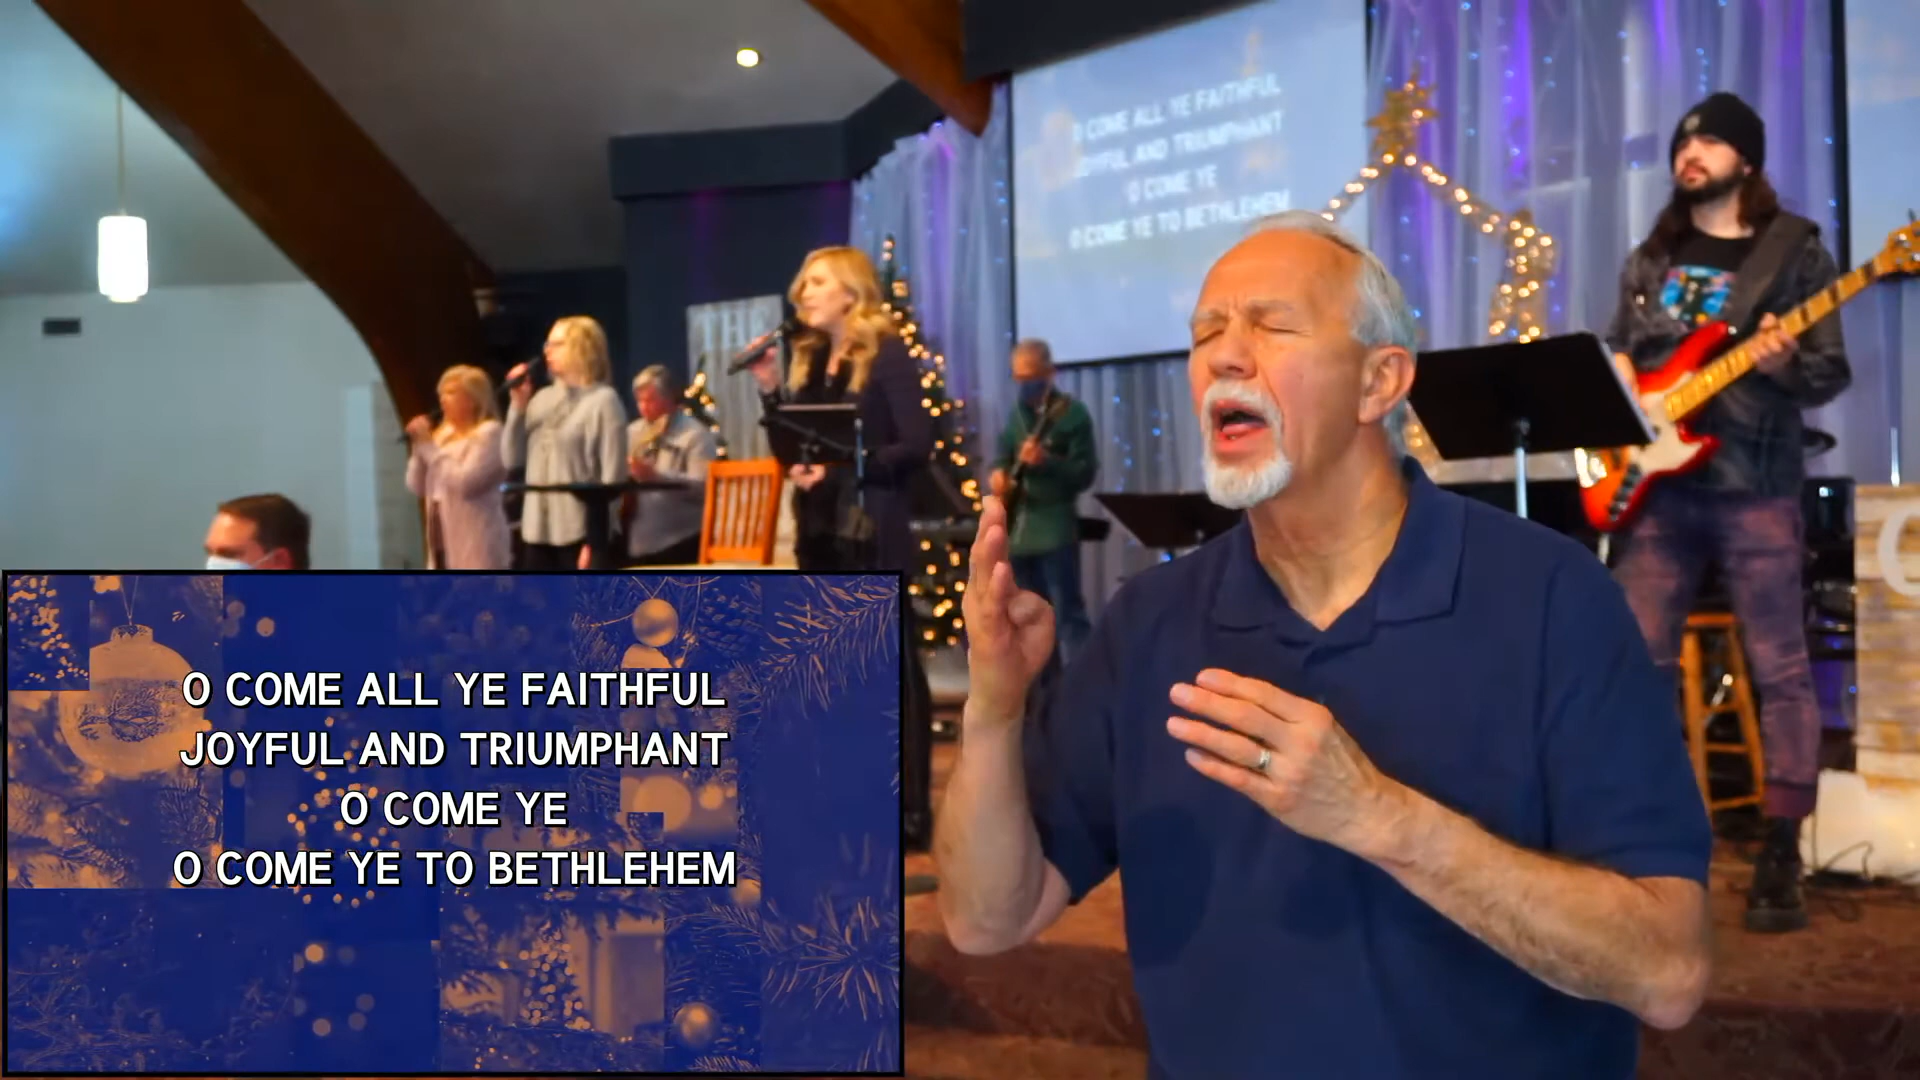 O COME ALL YE FAITHFUL
JOYFUL AND TRIUMPHANT
O COME YE
O COME YE TO BETHLEHEM
THE
O COME ALL YE FAITHFUL
JOYFUL AND TRIUMPHANT
O COME YE
O COME YE TO BETHLEHEM